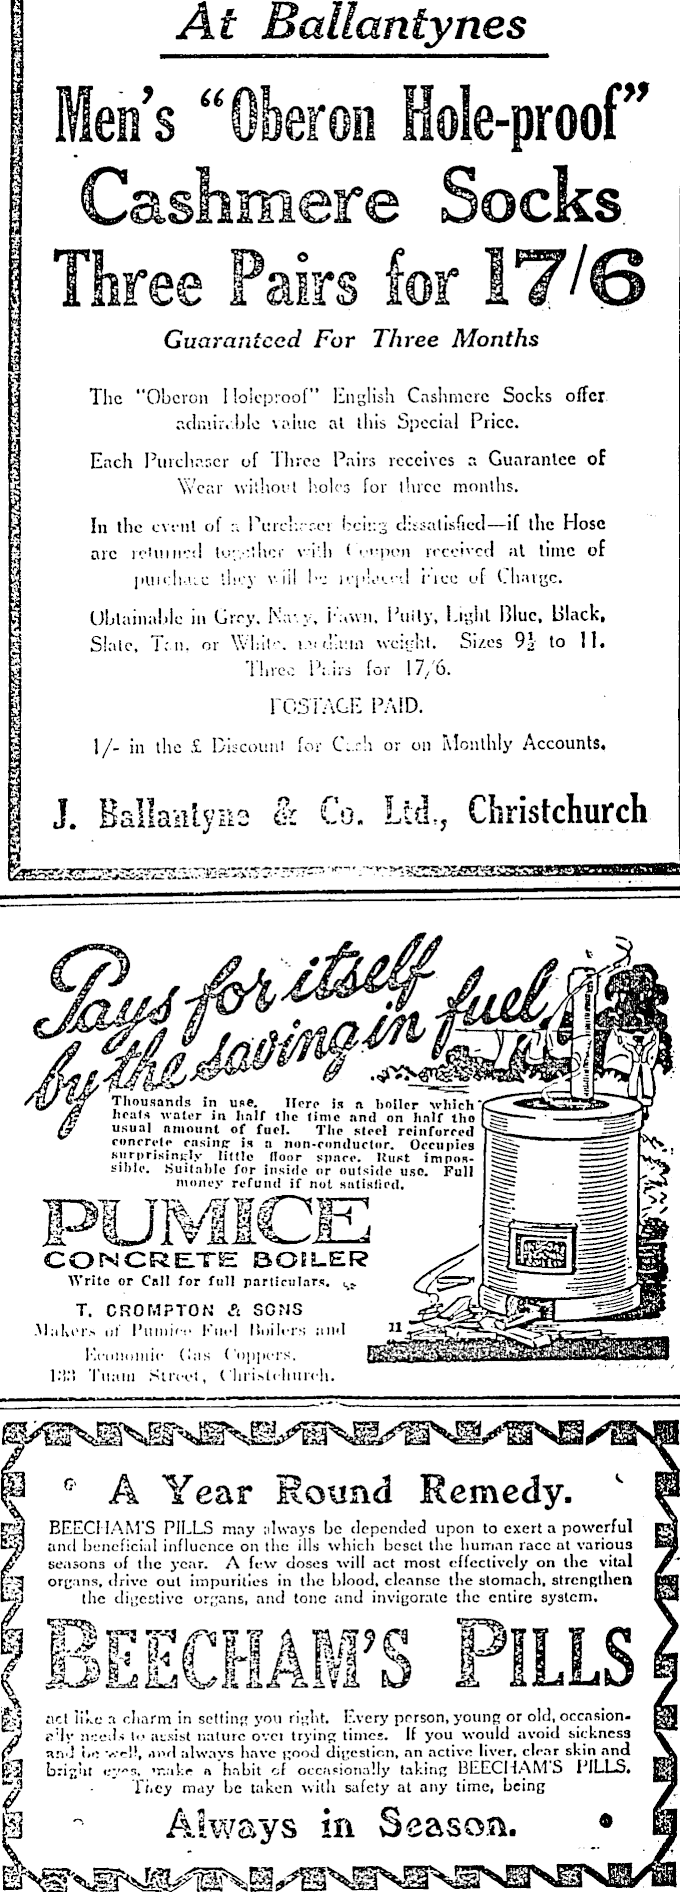 At Ballantynes
Men's "Oberon Hole-proof"
Cashmere Socks
Three Pairs for 17/6
Guaranteed For Three Months
The "Oberon Holeproof" English Cashmere Socks offer
admirable value at this Special Price.
Each Purchaser of Three Pairs receives a Guarantee of
Wear without holes for three months.
In the event of a Purchaser being dissatisfied—if the Hose
are returned together with Coupon received at time of
purchase they will be replaced Free of Charge.
Obtainable in Grey, Navy, Fawn, Putty, Light Blue, Black,
Slate, Tan, or White, medium weight. Sizes 9½ to 11.
Three Pairs for 17/6.
POSTAGE PAID.
1/- in the £ Discount for Cash or on Monthly Accounts.
J. Ballantyne & Co. Ltd., Christchurch
Pays for itself
by the saving in fuel
Thousands in use. Here is a boiler which
heats water in half the time and on half the
usual amount of fuel. The steel reinforced
concrete casing is a non-conductor. Occupies
surprisingly little floor space. Rust impos-
sible. Suitable for inside or outside use. Full
money refund if not satisfied.
PUMICE
CONCRETE BOILER
Write or Call for full particulars.
T. CROMPTON & SONS
Makers of Pumice Fuel Boilers and
Economic Gas Coppers,
133 Tuam Street, Christchurch.
11
A Year Round Remedy.
BEECHAM'S PILLS may always be depended upon to exert a powerful
and beneficial influence on the ills which beset the human race at various
seasons of the year. A few doses will act most effectively on the vital
organs, drive out impurities in the blood, cleanse the stomach, strengthen
the digestive organs, and tone and invigorate the entire system.
BEECHAM'S PILLS
act like a charm in setting you right. Every person, young or old, occasion-
ally needs to assist nature over trying times. If you would avoid sickness
and be well, and always have good digestion, an active liver, clear skin and
bright eyes, make a habit of occasionally taking BEECHAM'S PILLS.
They may be taken with safety at any time, being
Always in Season.